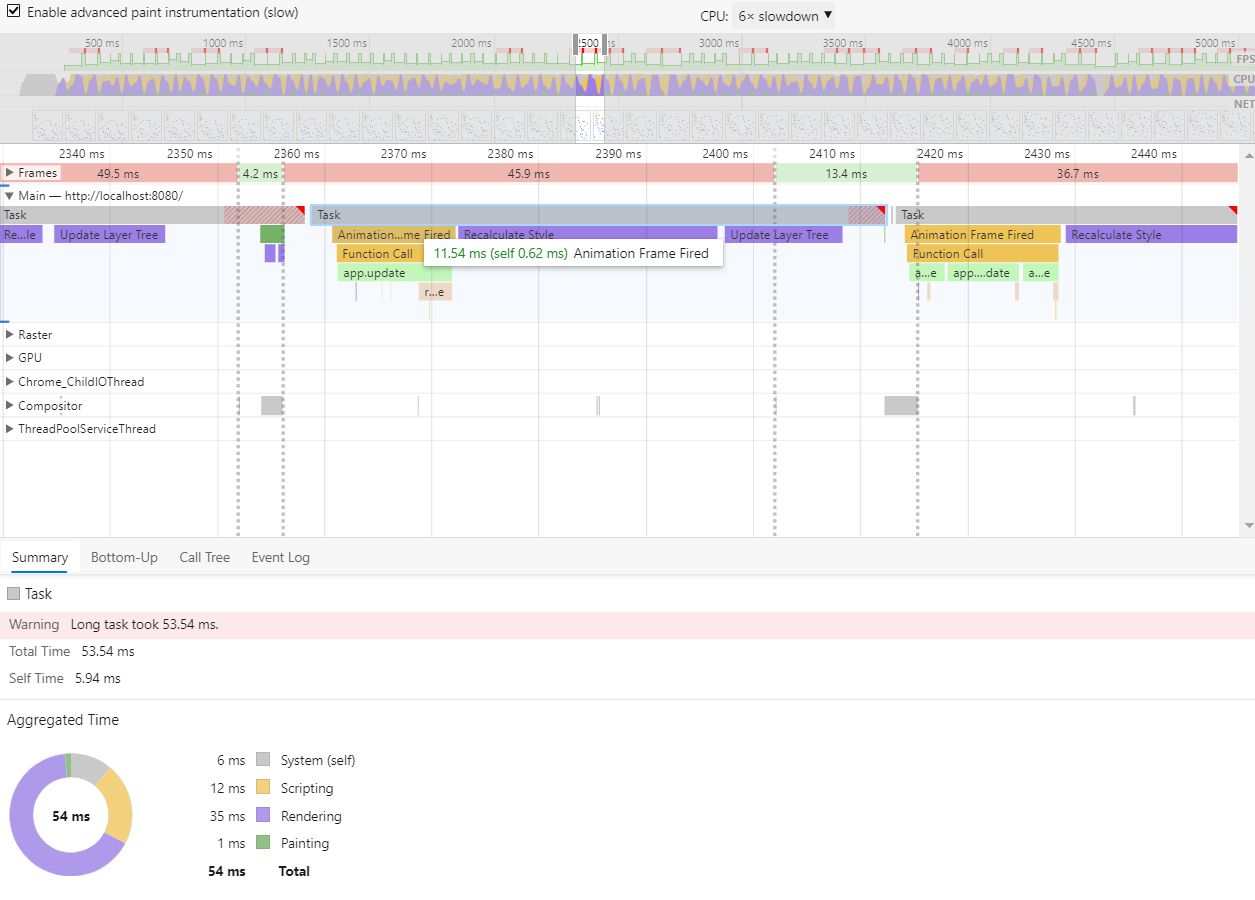 Enable advanced paint instrumentation (slow)
CPU: 6× slowdown ▼
500 ms 1000 ms 1500 ms 2000 ms 2500 ms 3000 ms 3500 ms 4000 ms 4500 ms 5000 ms
FPS
CPU
NET
2340 ms 2350 ms 2360 ms 2370 ms 2380 ms 2390 ms 2400 ms 2410 ms 2420 ms 2430 ms 2440 ms
Frames 49.5 ms 4.2 ms 45.9 ms 13.4 ms 36.7 ms
Main — http://localhost:8080/
Task Task Task
Re...le Update Layer Tree Animation...me Fired Recalculate Style Update Layer Tree Animation Frame Fired Recalculate Style
Function Call 11.54 ms (self 0.62 ms) Animation Frame Fired Function Call
app.update a...e app....date a...e
r...e
Raster
GPU
Chrome_ChildIOThread
Compositor
ThreadPoolServiceThread
Summary Bottom-Up Call Tree Event Log
Task
Warning Long task took 53.54 ms.
Total Time 53.54 ms
Self Time 5.94 ms
Aggregated Time
6 ms System (self)
12 ms Scripting
54 ms 35 ms Rendering
1 ms Painting
54 ms Total